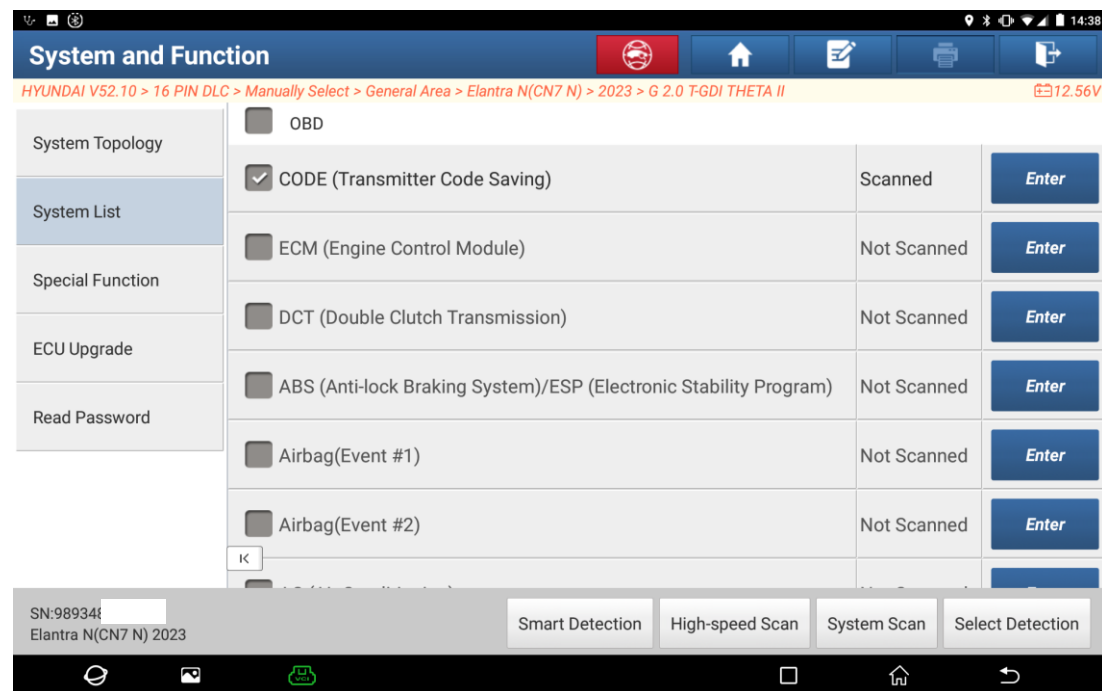 14:38
System and Function
HYUNDAI V52.10 > 16 PIN DLC > Manually Select > General Area > Elantra N(CN7 N) > 2023 > G 2.0 T-GDI THETA II
12.56V
System Topology
System List
Special Function
ECU Upgrade
Read Password
OBD
CODE (Transmitter Code Saving) Scanned Enter
ECM (Engine Control Module) Not Scanned Enter
DCT (Double Clutch Transmission) Not Scanned Enter
ABS (Anti-lock Braking System)/ESP (Electronic Stability Program) Not Scanned Enter
Airbag(Event #1) Not Scanned Enter
Airbag(Event #2) Not Scanned Enter
SN:989348
Elantra N(CN7 N) 2023
Smart Detection High-speed Scan System Scan Select Detection
VCI